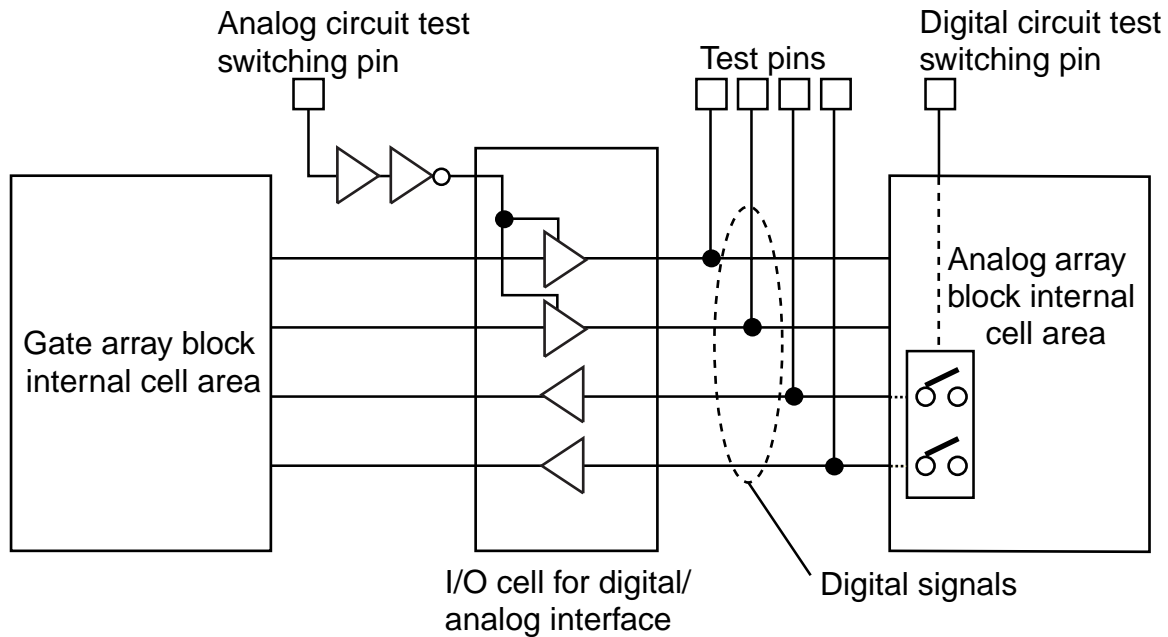 Analog circuit test
switching pin
Test pins
Digital circuit test
switching pin
Gate array block
internal cell area
Analog array
block internal
cell area
I/O cell for digital/
analog interface
Digital signals